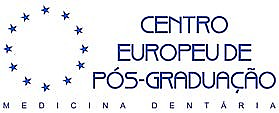 CENTRO
EUROPEU DE
PÓS-GRADUAÇÃO
MEDICINA DENTÁRIA